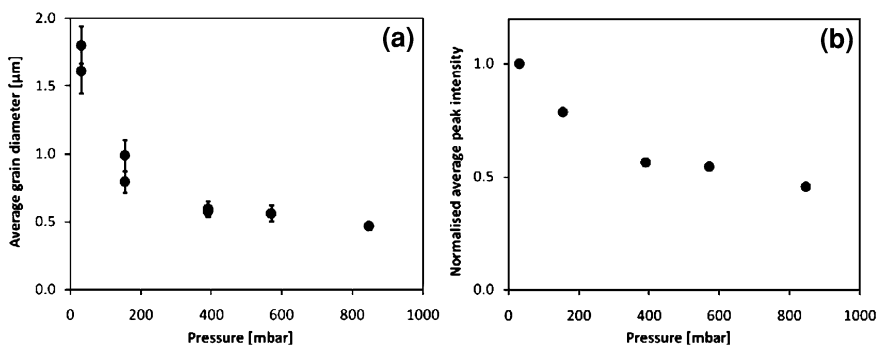 (a)
Average grain diameter [µm]
2.0
1.5
1.0
0.5
0.0
0 200 400 600 800 1000
Pressure [mbar]
(b)
Normalised average peak intensity
1.0
0.5
0.0
0 200 400 600 800 1000
Pressure [mbar]